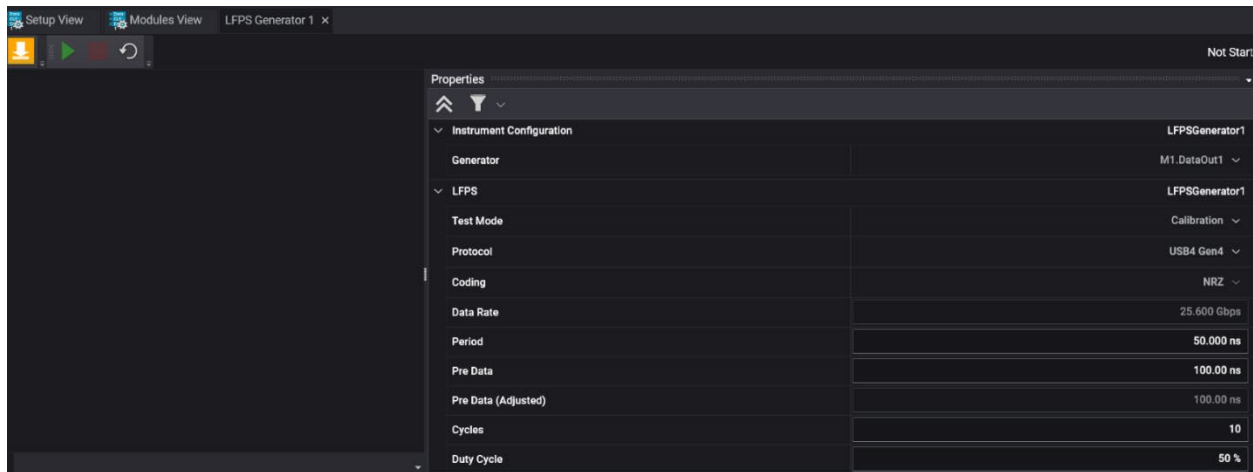 Setup View Modules View LFPS Generator 1 ×
Not Start
Properties
Instrument Configuration LFPSGenerator1
Generator M1.DataOut1
LFPS LFPSGenerator1
Test Mode Calibration
Protocol USB4 Gen4
Coding NRZ
Data Rate 25.600 Gbps
Period 50.000 ns
Pre Data 100.00 ns
Pre Data (Adjusted) 100.00 ns
Cycles 10
Duty Cycle 50 %